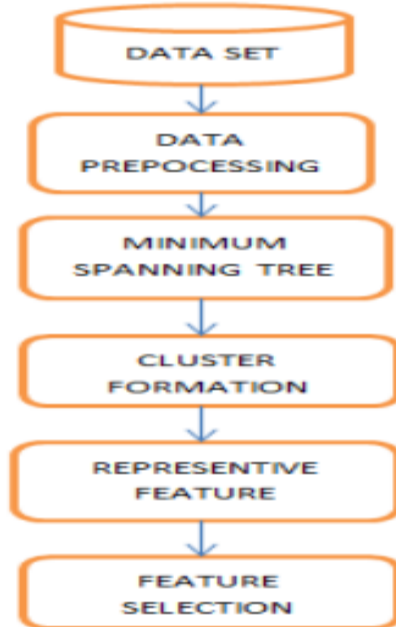 DATA SET
DATA
PREPOCESSING
MINIMUM
SPANNING TREE
CLUSTER
FORMATION
REPRESENTIVE
FEATURE
FEATURE
SELECTION